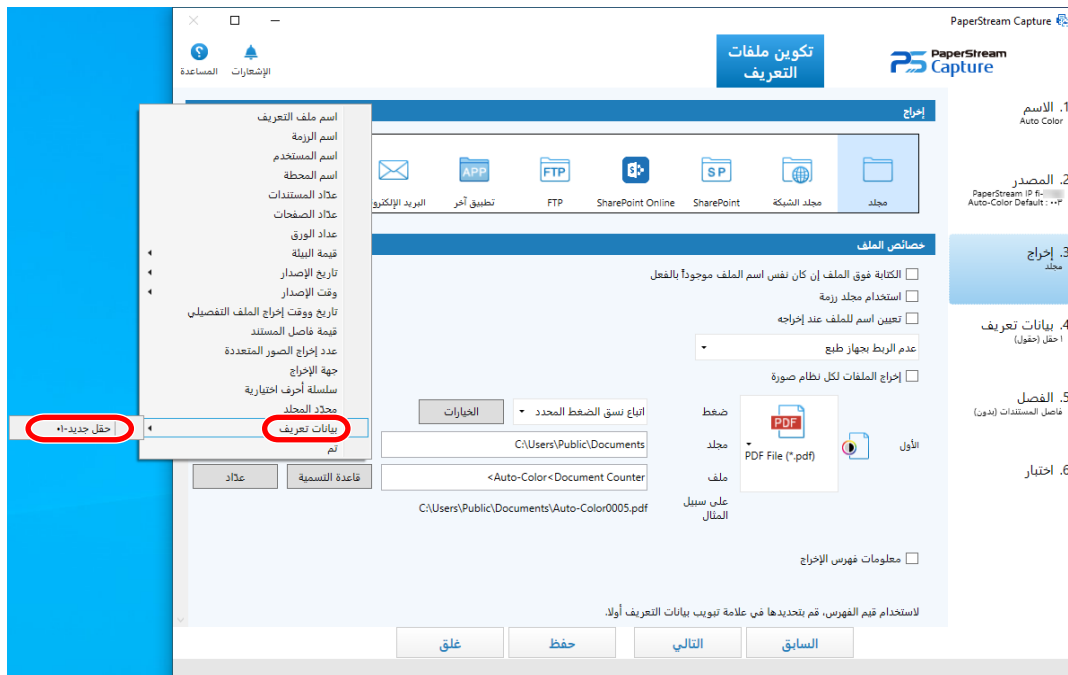 PaperStream Capture
PaperStream
Capture
تكوين ملفات
التعريف
الإشعارات
المساعدة
1. الاسم
Auto Color
2. المصدر
PaperStream IP fi-
Auto-Color Default : ٠٠٣
3. إخراج
مجلد
4. بيانات تعريف
١ حقل (حقول)
5. الفصل
فاصل المستندات (بدون)
6. اختبار
إخراج
مجلد
مجلد الشبكة
SP
SharePoint
SharePoint Online
FTP
FTP
APP
تطبيق آخر
البريد الإلكترو
خصائص الملف
الكتابة فوق الملف إن كان نفس اسم الملف موجوداً بالفعل
استخدام مجلد رزمة
تعيين اسم للملف عند إخراجه
عدم الربط بجهاز طبع
إخراج الملفات لكل نظام صورة
الأول
PDF
PDF File (*.pdf)
ضغط
اتباع نسق الضغط المحدد
الخيارات
مجلد
C:\Users\Public\Documents
ملف
<Auto-Color<Document Counter
قاعدة التسمية
عدّاد
على سبيل
المثال
C:\Users\Public\Documents\Auto-Color0005.pdf
معلومات فهرس الإخراج
لاستخدام قيم الفهرس، قم بتحديدها في علامة تبويب بيانات التعريف أولا.
السابق
التالي
حفظ
غلق
اسم ملف التعريف
اسم الرزمة
اسم المستخدم
اسم المحطة
عدّاد المستندات
عدّاد الصفحات
عداد الورق
قيمة البيئة
تاريخ الإصدار
وقت الإصدار
تاريخ ووقت إخراج الملف التفصيلي
قيمة فاصل المستند
عدد إخراج الصور المتعددة
جهة الإخراج
سلسلة أحرف اختيارية
محدّد المجلد
بيانات تعريف
تم
حقل جديد-٠١